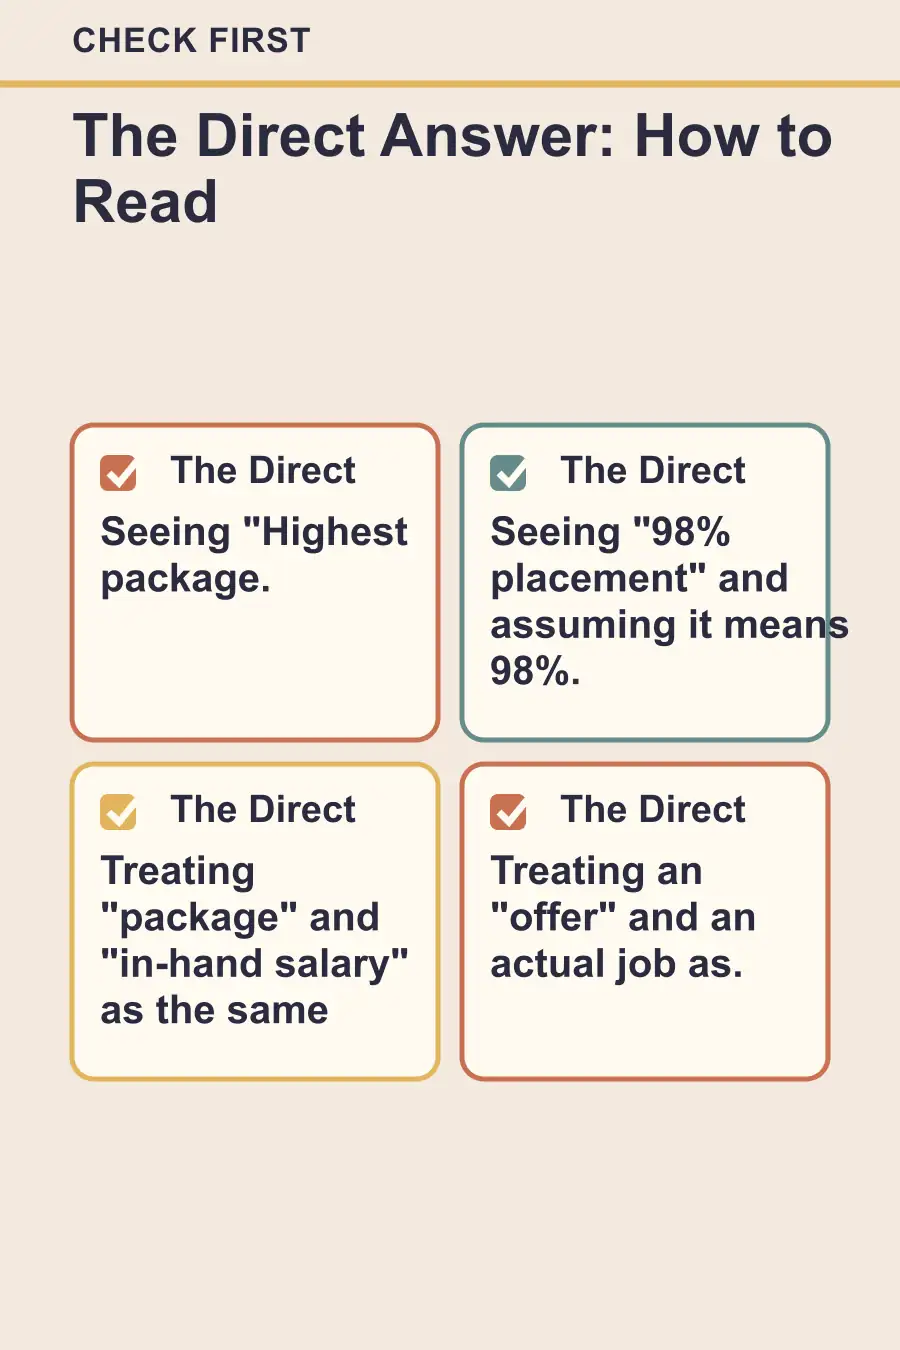 CHECK FIRST
The Direct Answer: How to
Read
The Direct
Seeing "Highest
package.
The Direct
Seeing "98%
placement" and
assuming it means
98%.
The Direct
Treating
"package" and
"in-hand salary"
as the same
The Direct
Treating an
"offer" and an
actual job as.